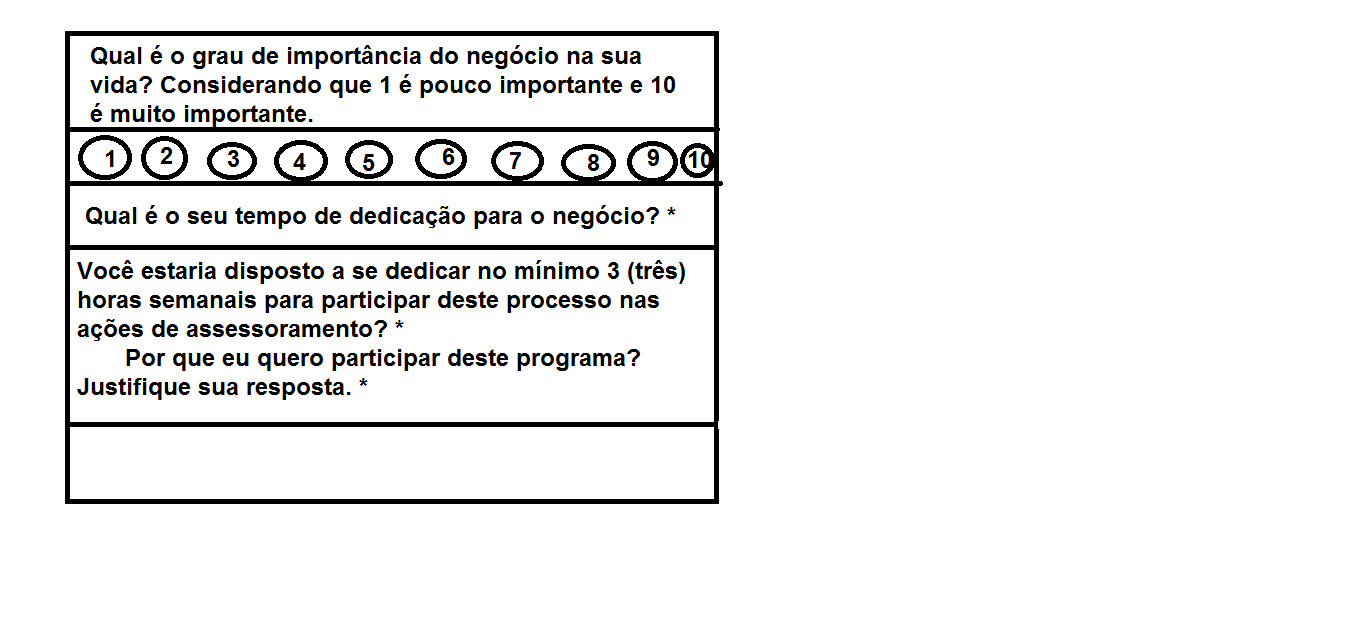 Qual é o grau de importância do negócio na sua
vida? Considerando que 1 é pouco importante e 10
é muito importante.
1 2 3 4 5 6 7 8 9 10
Qual é o seu tempo de dedicação para o negócio? *
Você estaria disposto a se dedicar no mínimo 3 (três)
horas semanais para participar deste processo nas
ações de assessoramento? *
Por que eu quero participar deste programa?
Justifique sua resposta. *